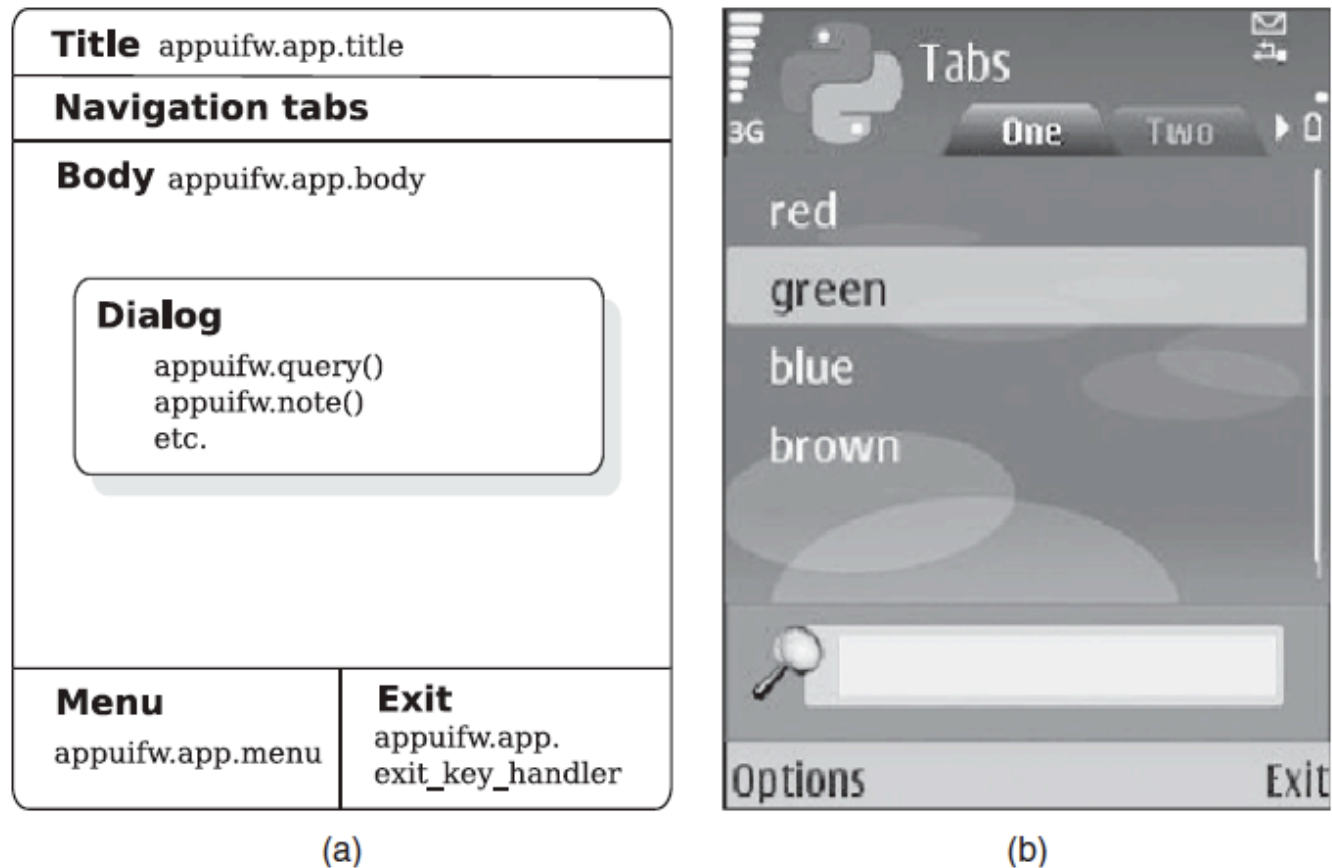 Title appuifw.app.title
Navigation tabs
Body appuifw.app.body
Dialog
appuifw.query()
appuifw.note()
etc.
Menu
appuifw.app.menu
Exit
appuifw.app.
exit_key_handler
(a)
Tabs
3G
One Two
red
green
blue
brown
Options Exit
(b)